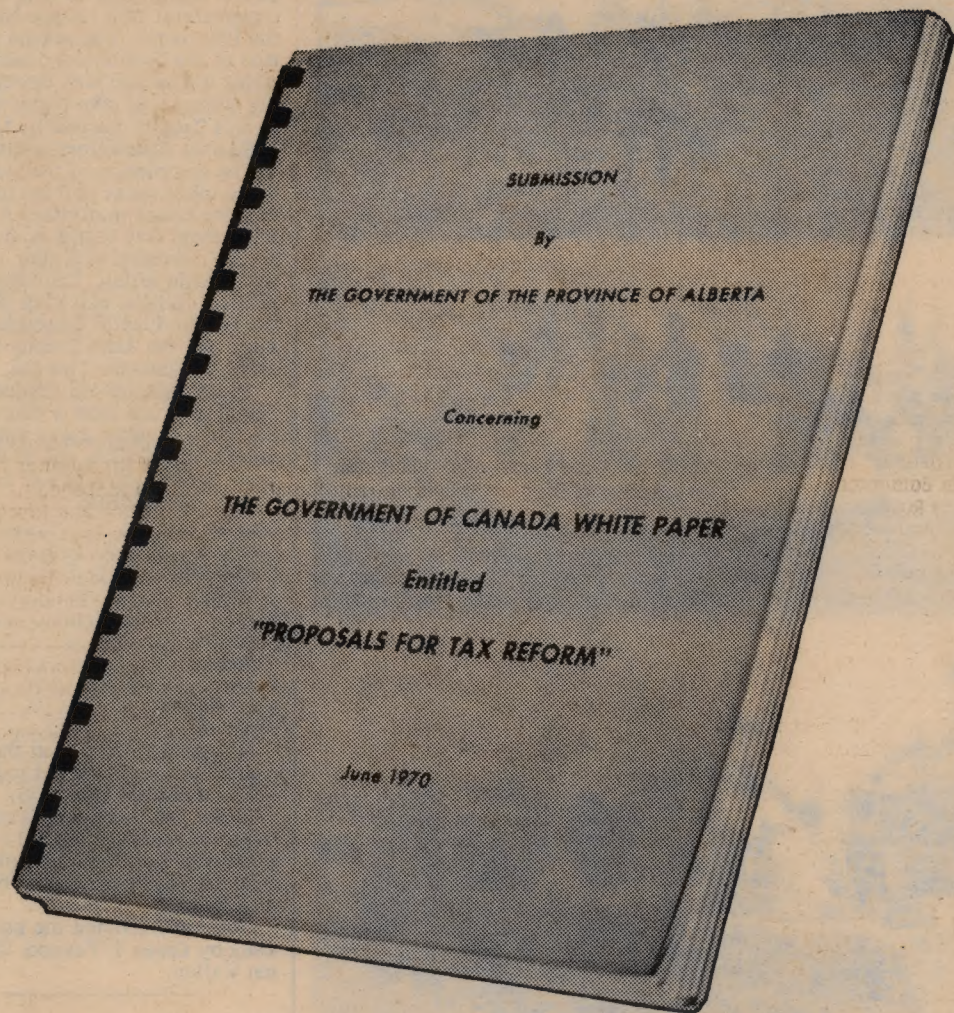 SUBMISSION
By
THE GOVERNMENT OF THE PROVINCE OF ALBERTA
Concerning
THE GOVERNMENT OF CANADA WHITE PAPER
Entitled
"PROPOSALS FOR TAX REFORM"
June 1970